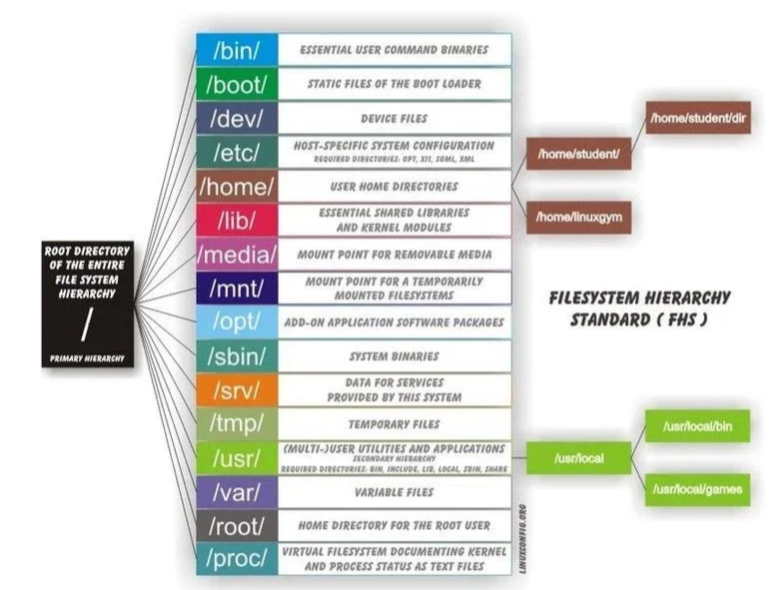 ROOT DIRECTORY
OF THE ENTIRE
FILE SYSTEM
HIERARCHY
/
PRIMARY HIERARCHY
/bin/ ESSENTIAL USER COMMAND BINARIES
/boot/ STATIC FILES OF THE BOOT LOADER
/dev/ DEVICE FILES
/etc/ HOST-SPECIFIC SYSTEM CONFIGURATION
REQUIRED DIRECTORIES: OPT, XII, SGML, XML
/home/ USER HOME DIRECTORIES
/lib/ ESSENTIAL SHARED LIBRARIES
AND KERNEL MODULES
/media/ MOUNT POINT FOR REMOVABLE MEDIA
/mnt/ MOUNT POINT FOR A TEMPORARILY
MOUNTED FILESYSTEMS
/opt/ ADD-ON APPLICATION SOFTWARE PACKAGES
/sbin/ SYSTEM BINARIES
/srv/ DATA FOR SERVICES
PROVIDED BY THIS SYSTEM
/tmp/ TEMPORARY FILES
/usr/ (MULTI-)USER UTILITIES AND APPLICATIONS
SECONDARY HIERARCHY
REQUIRED DIRECTORIES: BIN, INCLUDE, LIB, LOCAL, SBIN, SHARE
/var/ VARIABLE FILES
/root/ HOME DIRECTORY FOR THE ROOT USER
/proc/ VIRTUAL FILESYSTEM DOCUMENTING KERNEL
AND PROCESS STATUS AS TEXT FILES
/home/student/
/home/student/dir
/home/linuxgym
FILESYSTEM HIERARCHY
STANDARD ( FHS )
/usr/local
/usr/local/bin
/usr/local/games
LINUXCONFIG.ORG